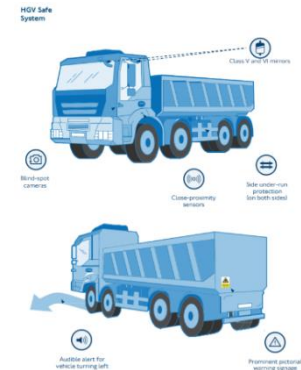 HGV Safe
System
Class V and VI mirrors
Blind-spot
cameras
Close-proximity
sensors
Side under-run
protection
(on both sides)
Audible alert for
vehicle turning left
Prominent pictorial
warning signage